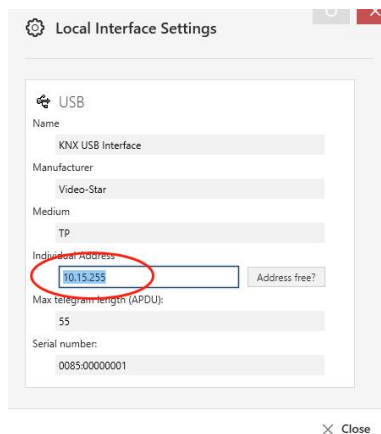 Local Interface Settings
USB
Name
KNX USB Interface
Manufacturer
Video-Star
Medium
TP
Individual Address
10.15.255
Address free?
Max telegram length (APDU):
55
Serial number:
0085:00000001
Close